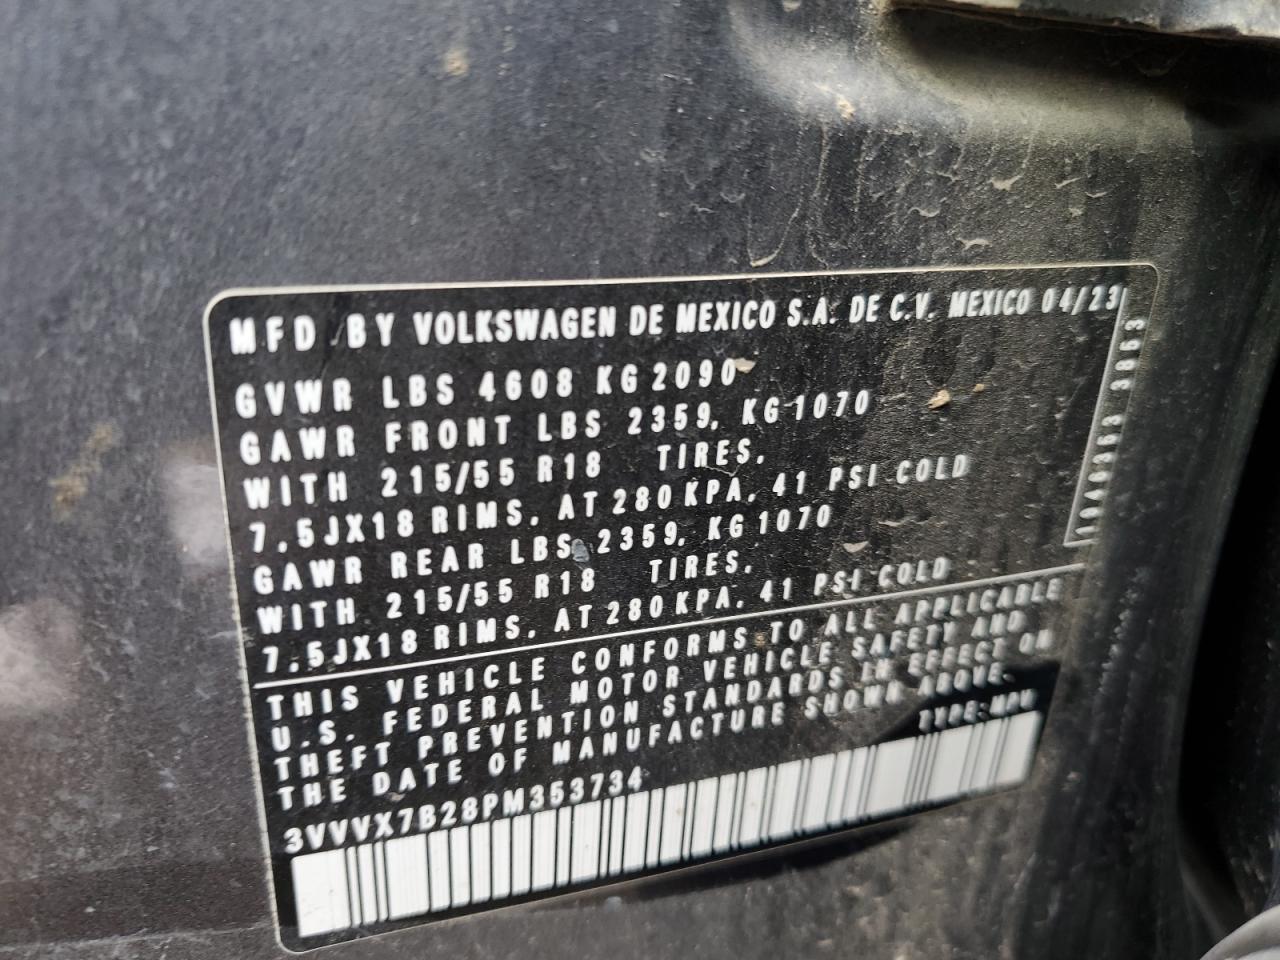 MFD. BY VOLKSWAGEN DE MEXICO S.A. DE C.V. MEXICO 04/23
GVWR LBS 4608 KG 2090
GAWR FRONT LBS 2359, KG 1070
WITH 215/55 R18 TIRES,
7.5JX18 RIMS, AT 280 KPA, 41 PSI COLD
GAWR REAR LBS 2359, KG 1070
WITH 215/55 R18 TIRES,
7.5JX18 RIMS, AT 280 KPA, 41 PSI COLD
THIS VEHICLE CONFORMS TO ALL APPLICABLE
U.S. FEDERAL MOTOR VEHICLE SAFETY AND
THEFT PREVENTION STANDARDS IN EFFECT ON
THE DATE OF MANUFACTURE SHOWN ABOVE.
3VVVX7B28PM353734 TYPE: MPV